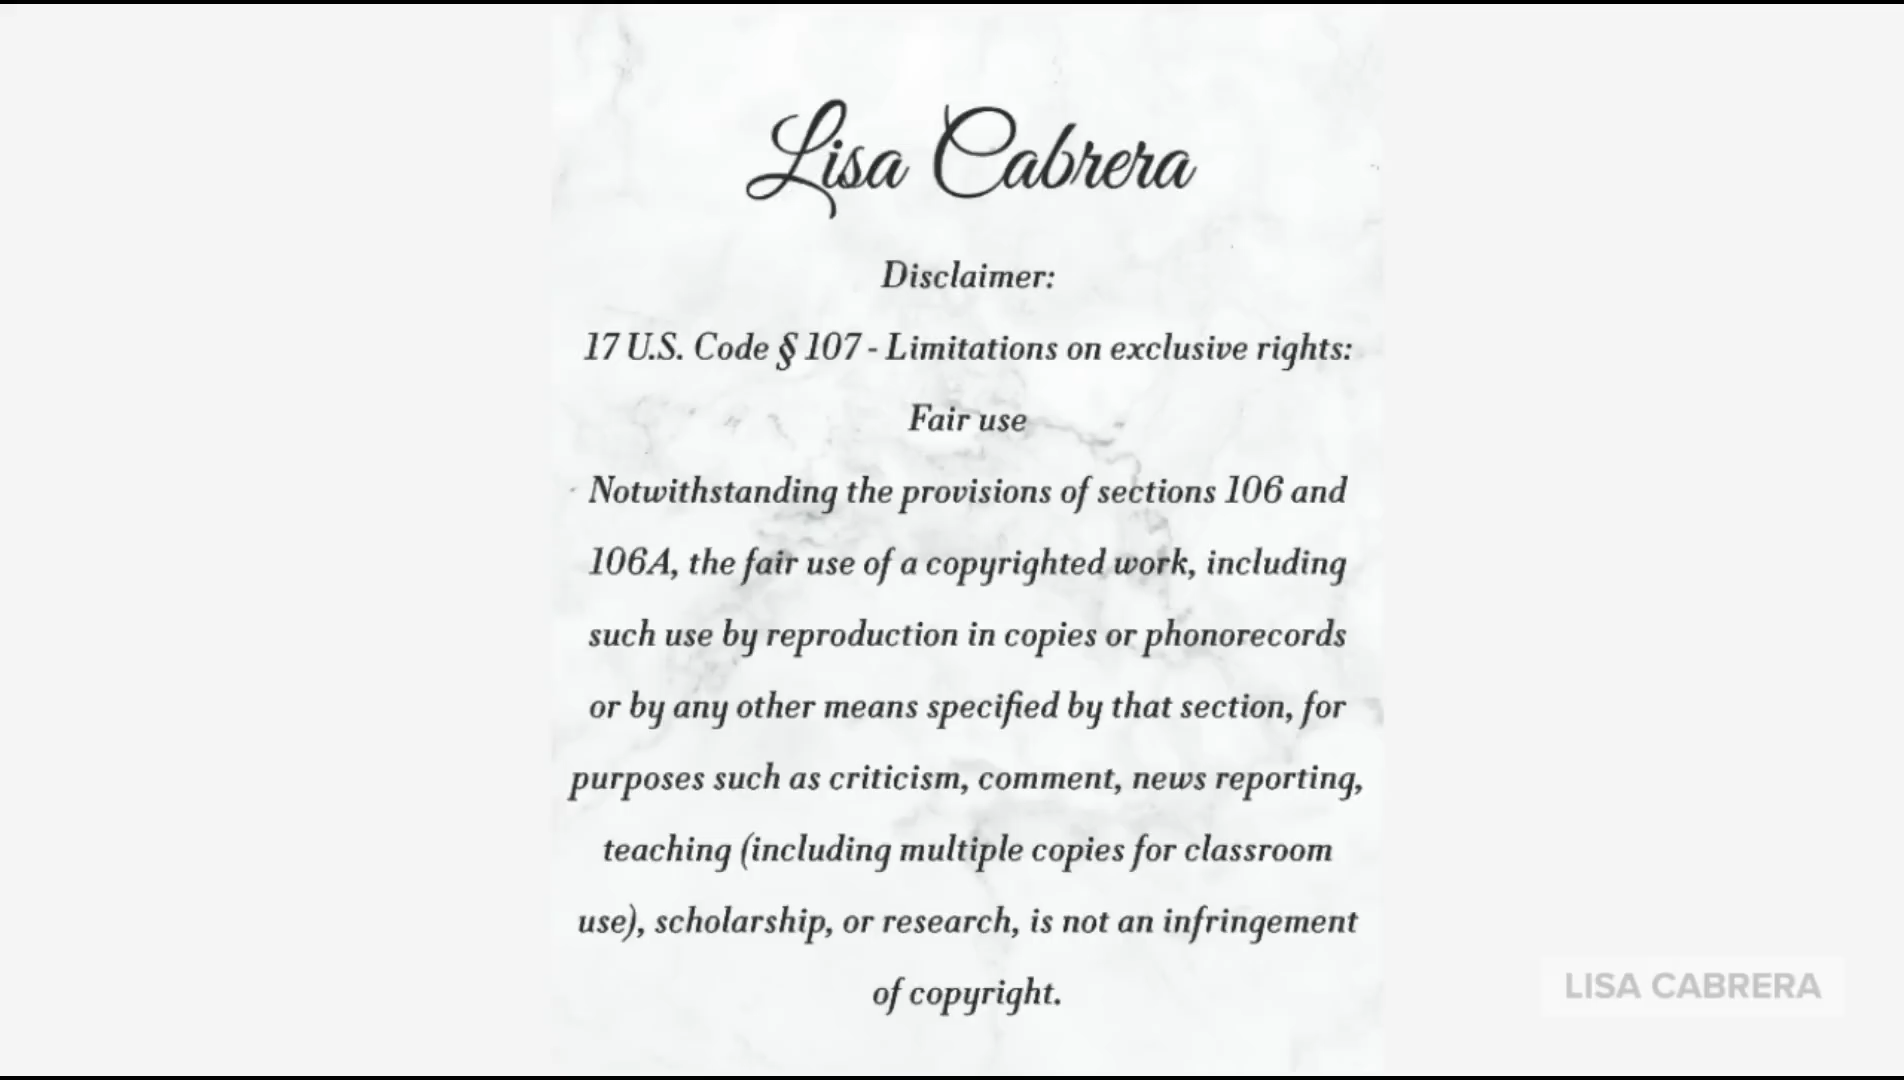 Lisa Cabrera
Disclaimer:
17 U.S. Code § 107 - Limitations on exclusive rights:
Fair use
Notwithstanding the provisions of sections 106 and
106A, the fair use of a copyrighted work, including
such use by reproduction in copies or phonorecords
or by any other means specified by that section, for
purposes such as criticism, comment, news reporting,
teaching (including multiple copies for classroom
use), scholarship, or research, is not an infringement
of copyright.
LISA CABRERA